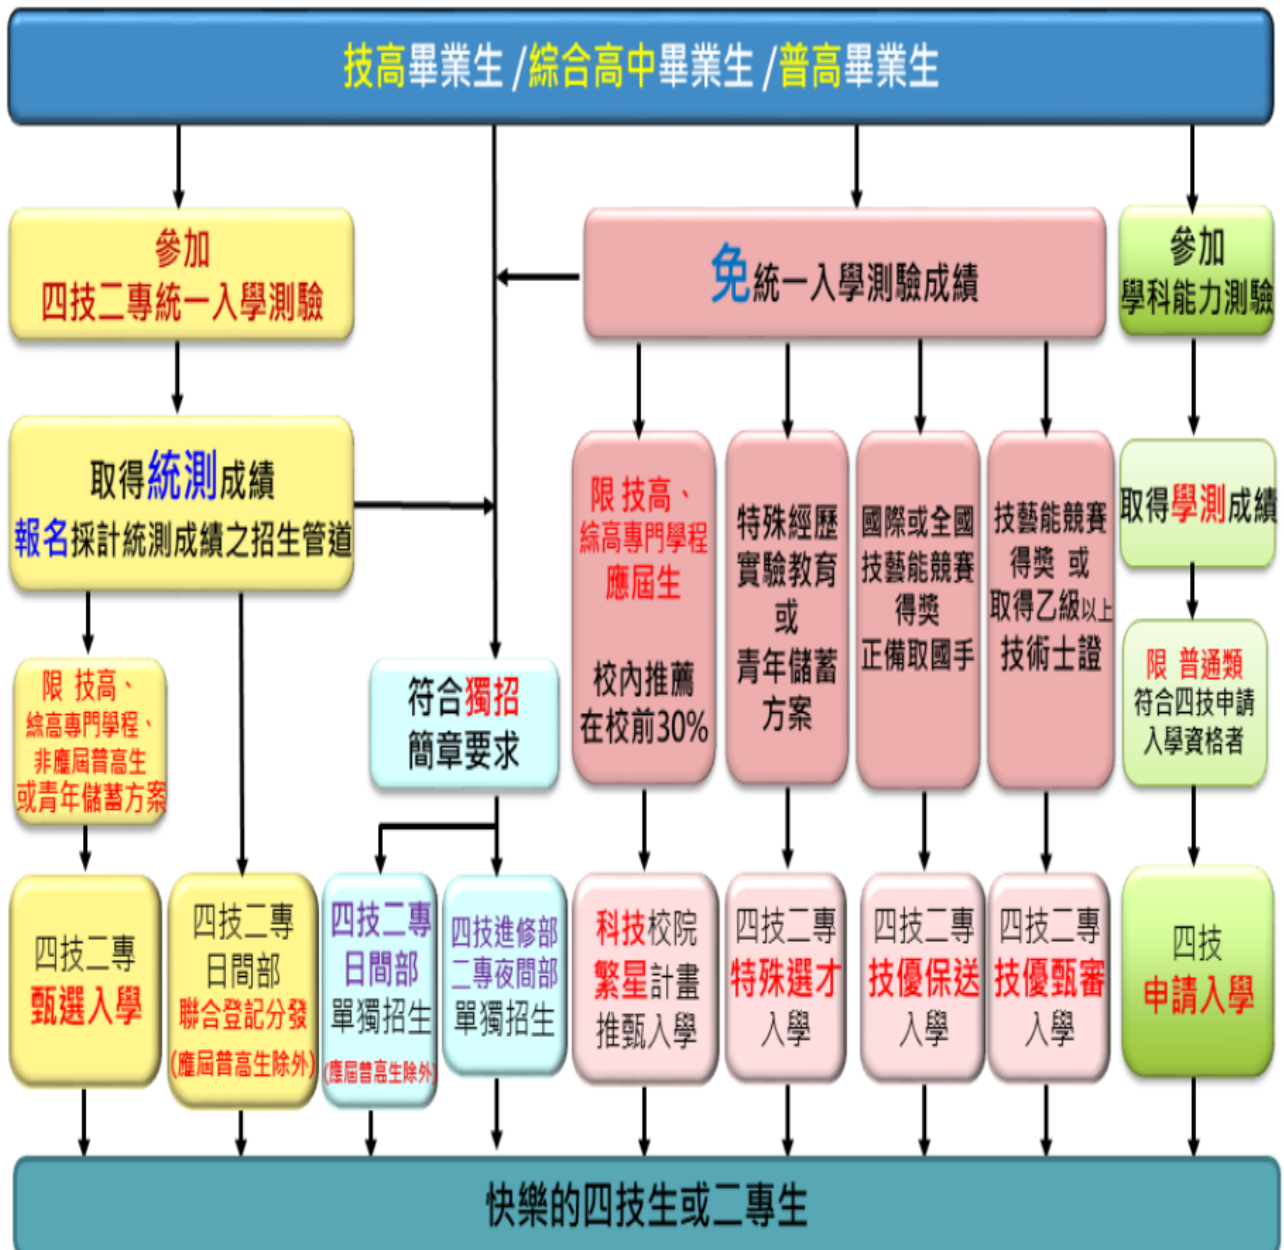 技高畢業生 /綜合高中畢業生 /普高畢業生
參加
四技二專統一入學測驗
免統一入學測驗成績
參加
學科能力測驗
取得統測成績
報名採計統測成績之招生管道
限 技高、
綜高專門學程
應屆生
校內推薦
在校前30%
特殊經歷
實驗教育
或
青年儲蓄
方案
國際或全國
技藝能競賽
得獎
正備取國手
技藝能競賽
得獎 或
取得乙級以上
技術士證
取得學測成績
限 技高、
綜高專門學程、
非應屆普高生
或青年儲蓄方案
符合獨招
簡章要求
限 普通類
符合四技申請
入學資格者
四技二專
甄選入學
四技二專
日間部
聯合登記分發
(應屆普高生除外)
四技二專
日間部
單獨招生
(應屆普高生除外)
四技進修部
二專夜間部
單獨招生
科技校院
繁星計畫
推甄入學
四技二專
特殊選才
入學
四技二專
技優保送
入學
四技二專
技優甄審
入學
四技
申請入學
快樂的四技生或二專生